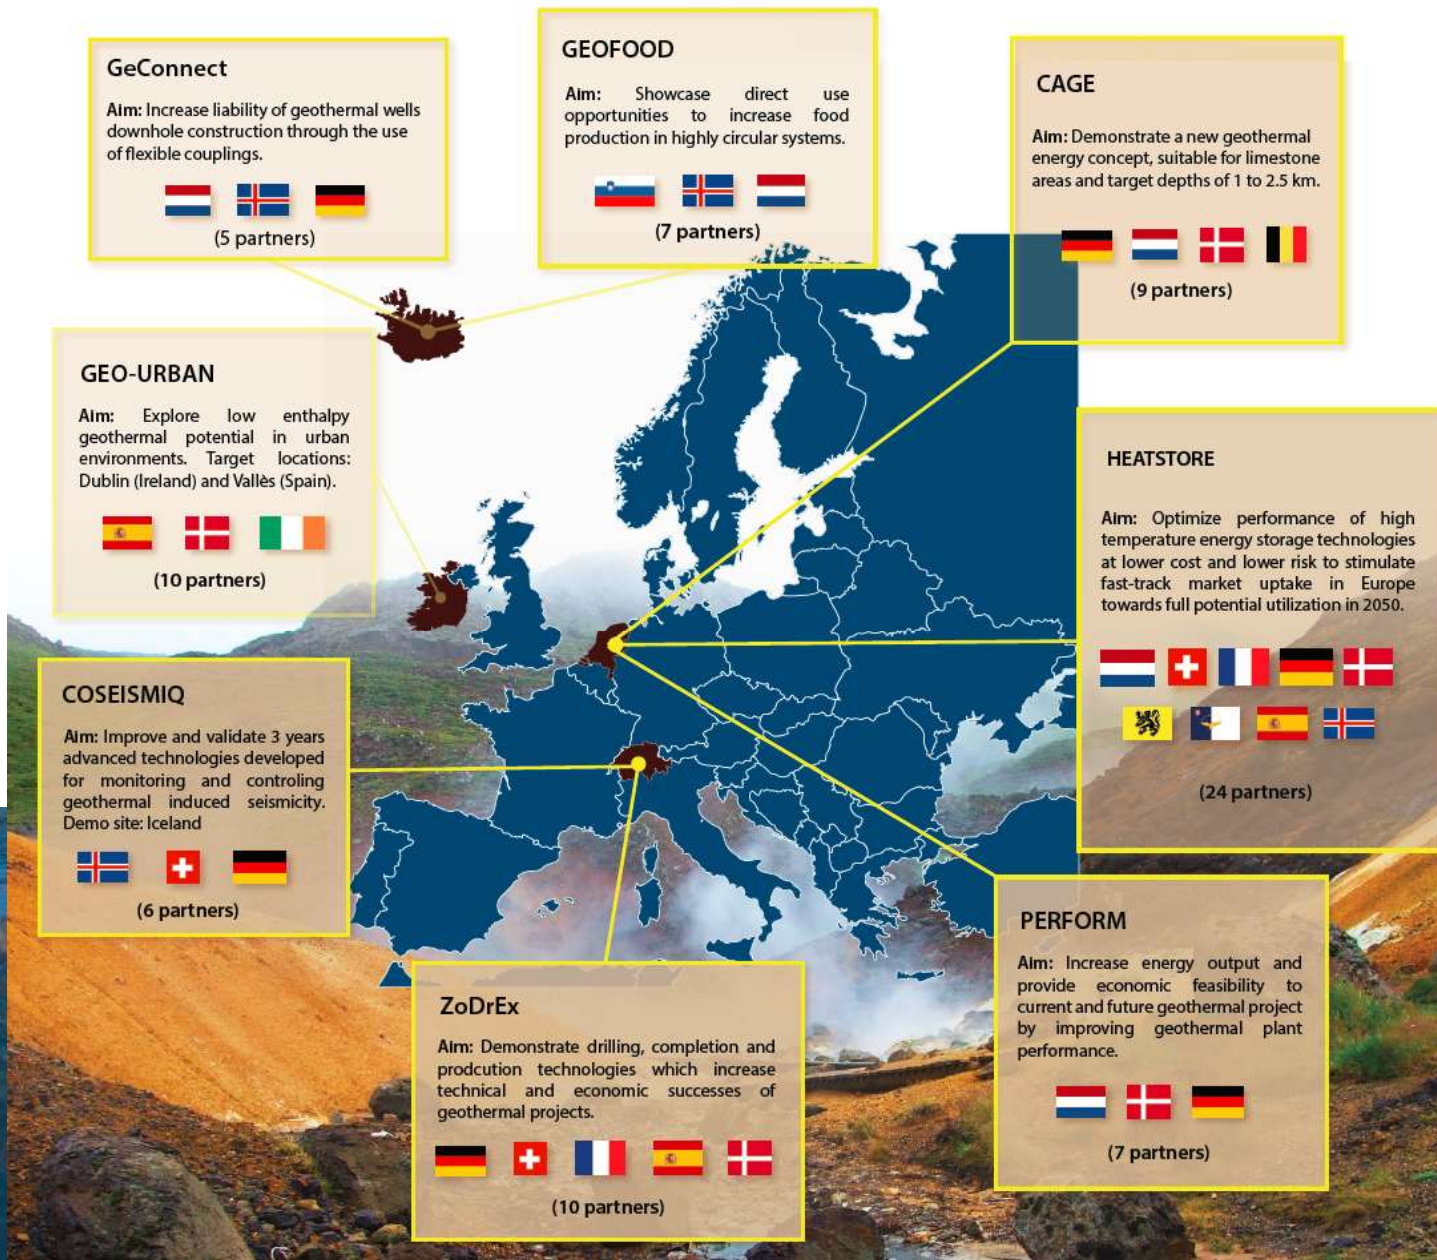 GeConnect
Aim: Increase liability of geothermal wells
downhole construction through the use
of flexible couplings.
(5 partners)
GEOFOOD
Aim: Showcase direct use
opportunities to increase food
production in highly circular systems.
(7 partners)
CAGE
Aim: Demonstrate a new geothermal
energy concept, suitable for limestone
areas and target depths of 1 to 2.5 km.
(9 partners)
GEO-URBAN
Aim: Explore low enthalpy
geothermal potential in urban
environments. Target locations:
Dublin (Ireland) and Vallès (Spain).
(10 partners)
HEATSTORE
Aim: Optimize performance of high
temperature energy storage technologies
at lower cost and lower risk to stimulate
fast-track market uptake in Europe
towards full potential utilization in 2050.
(24 partners)
COSEISMIQ
Aim: Improve and validate 3 years
advanced technologies developed
for monitoring and controling
geothermal induced seismicity.
Demo site: Iceland
(6 partners)
ZoDrEx
Aim: Demonstrate drilling, completion and
prodcution technologies which increase
technical and economic successes of
geothermal projects.
(10 partners)
PERFORM
Aim: Increase energy output and
provide economic feasibility to
current and future geothermal project
by improving geothermal plant
performance.
(7 partners)